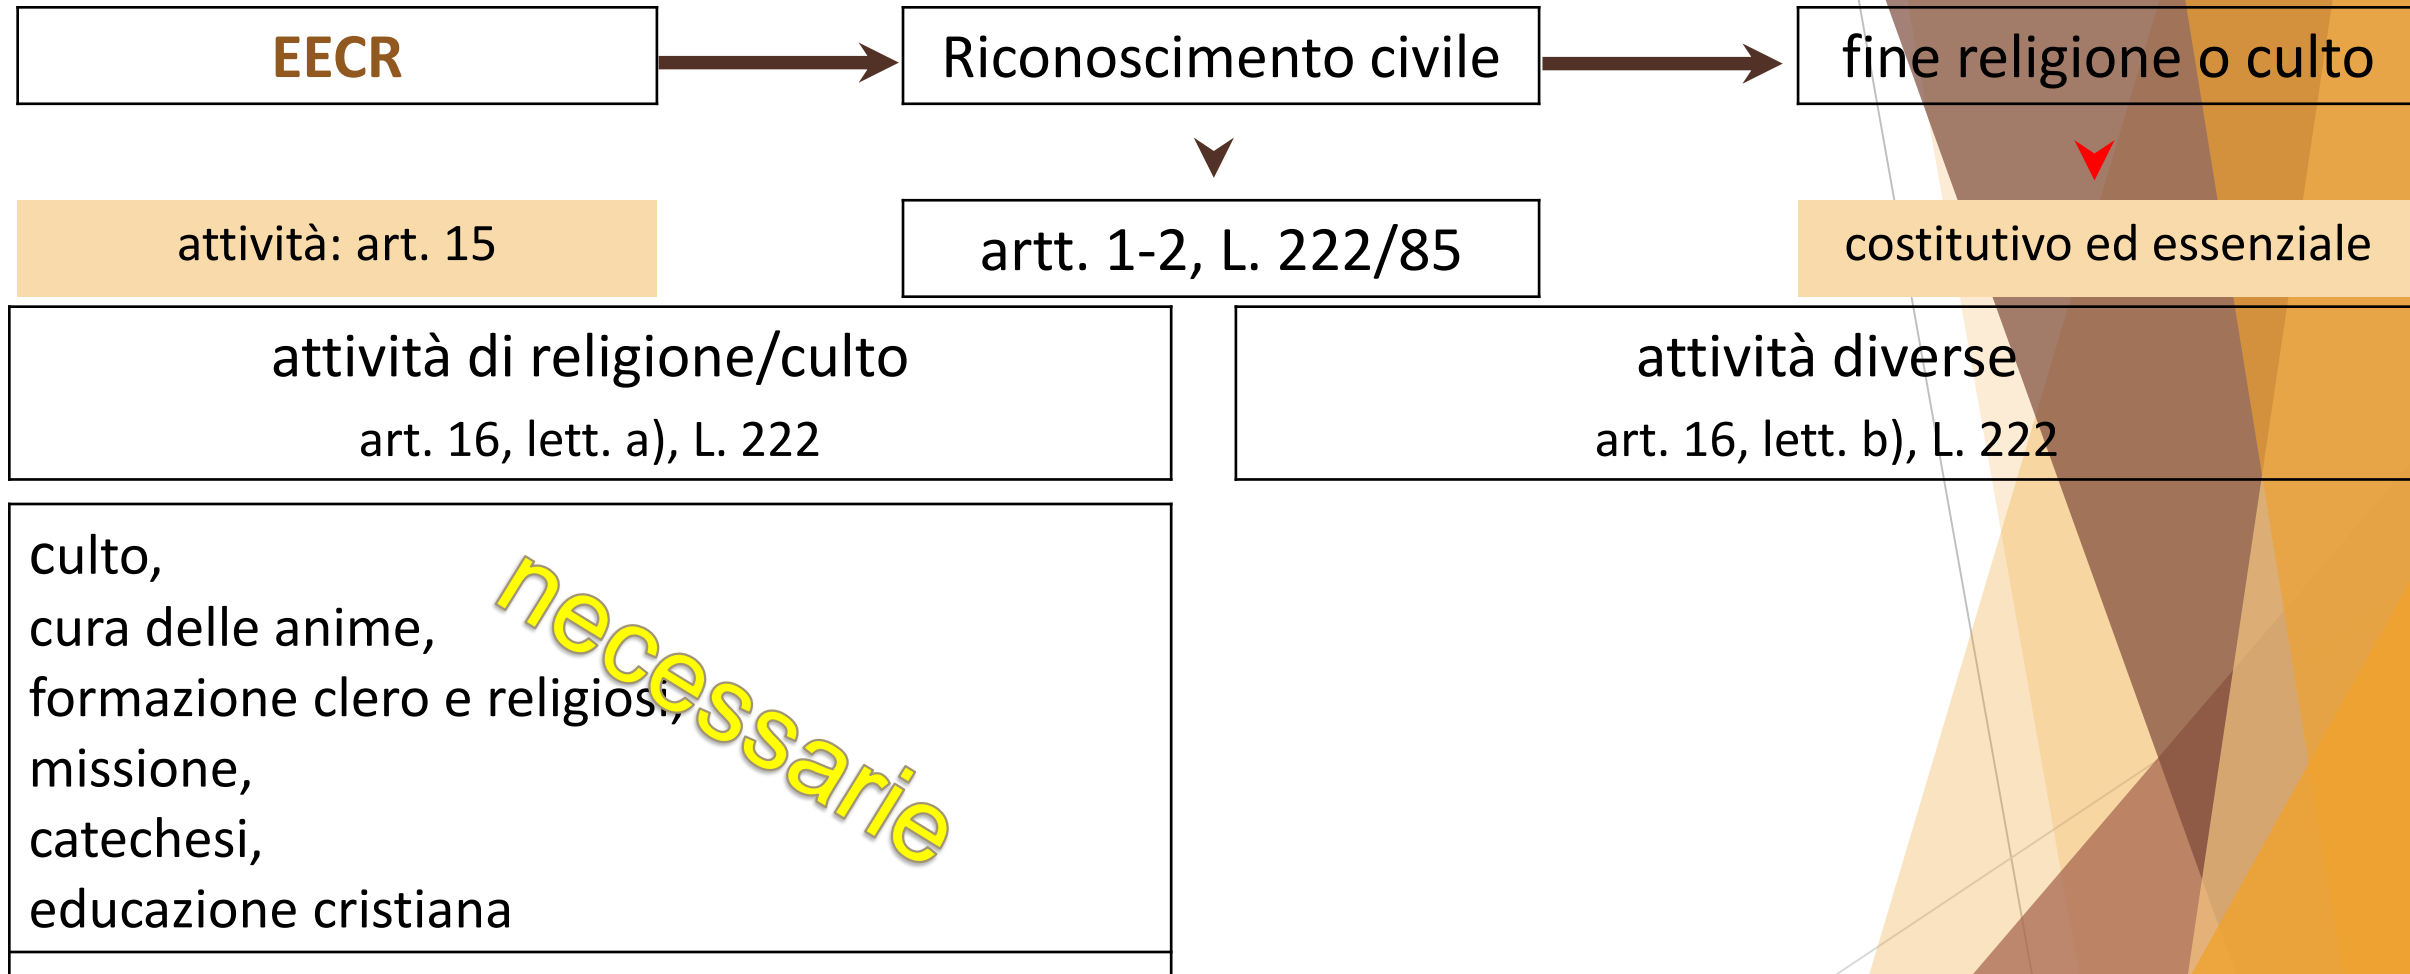 EECR
Riconoscimento civile
fine religione o culto
attività: art. 15
artt. 1-2, L. 222/85
costitutivo ed essenziale
attività di religione/culto
art. 16, lett. a), L. 222
attività diverse
art. 16, lett. b), L. 222
culto,
cura delle anime,
formazione clero e religiosi,
missione,
catechesi,
educazione cristiana
necessarie